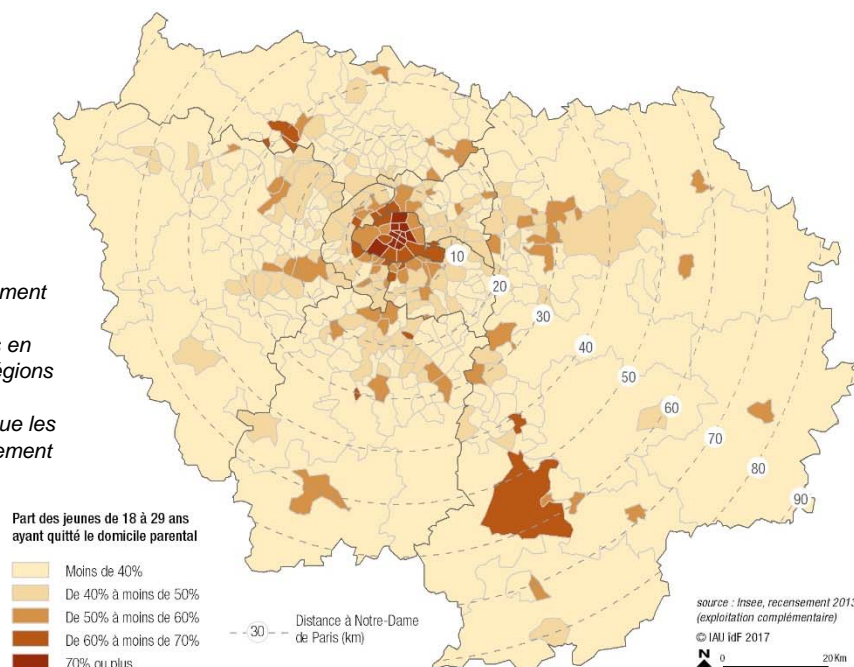 ement
en
égions
ue les
ement
10
20
30
40
50
60
70
80
90
Part des jeunes de 18 à 29 ans
ayant quitté le domicile parental
Moins de 40%
De 40% à moins de 50%
De 50% à moins de 60%
De 60% à moins de 70%
70% ou plus
30
Distance à Notre-Dame
de Paris (km)
source : Insee, recensement 2013
(exploitation complémentaire)
© IAU îdF 2017
N
0 20 Km